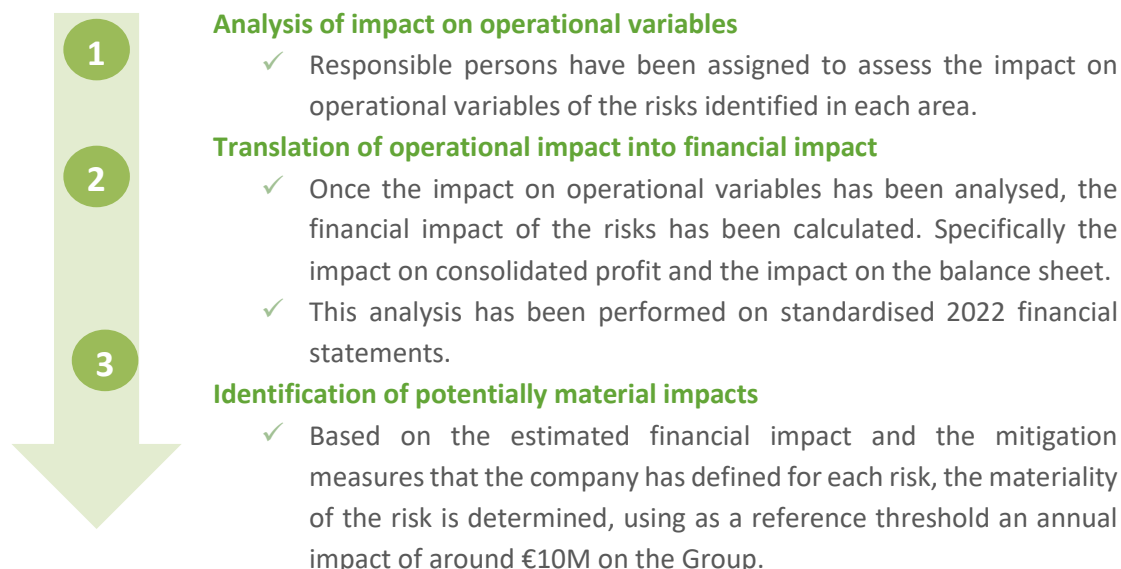 1
Analysis of impact on operational variables
✓ Responsible persons have been assigned to assess the impact on
operational variables of the risks identified in each area.
2
Translation of operational impact into financial impact
✓ Once the impact on operational variables has been analysed, the
financial impact of the risks has been calculated. Specifically the
impact on consolidated profit and the impact on the balance sheet.
✓ This analysis has been performed on standardised 2022 financial
statements.
3
Identification of potentially material impacts
✓ Based on the estimated financial impact and the mitigation
measures that the company has defined for each risk, the materiality
of the risk is determined, using as a reference threshold an annual
impact of around €10M on the Group.